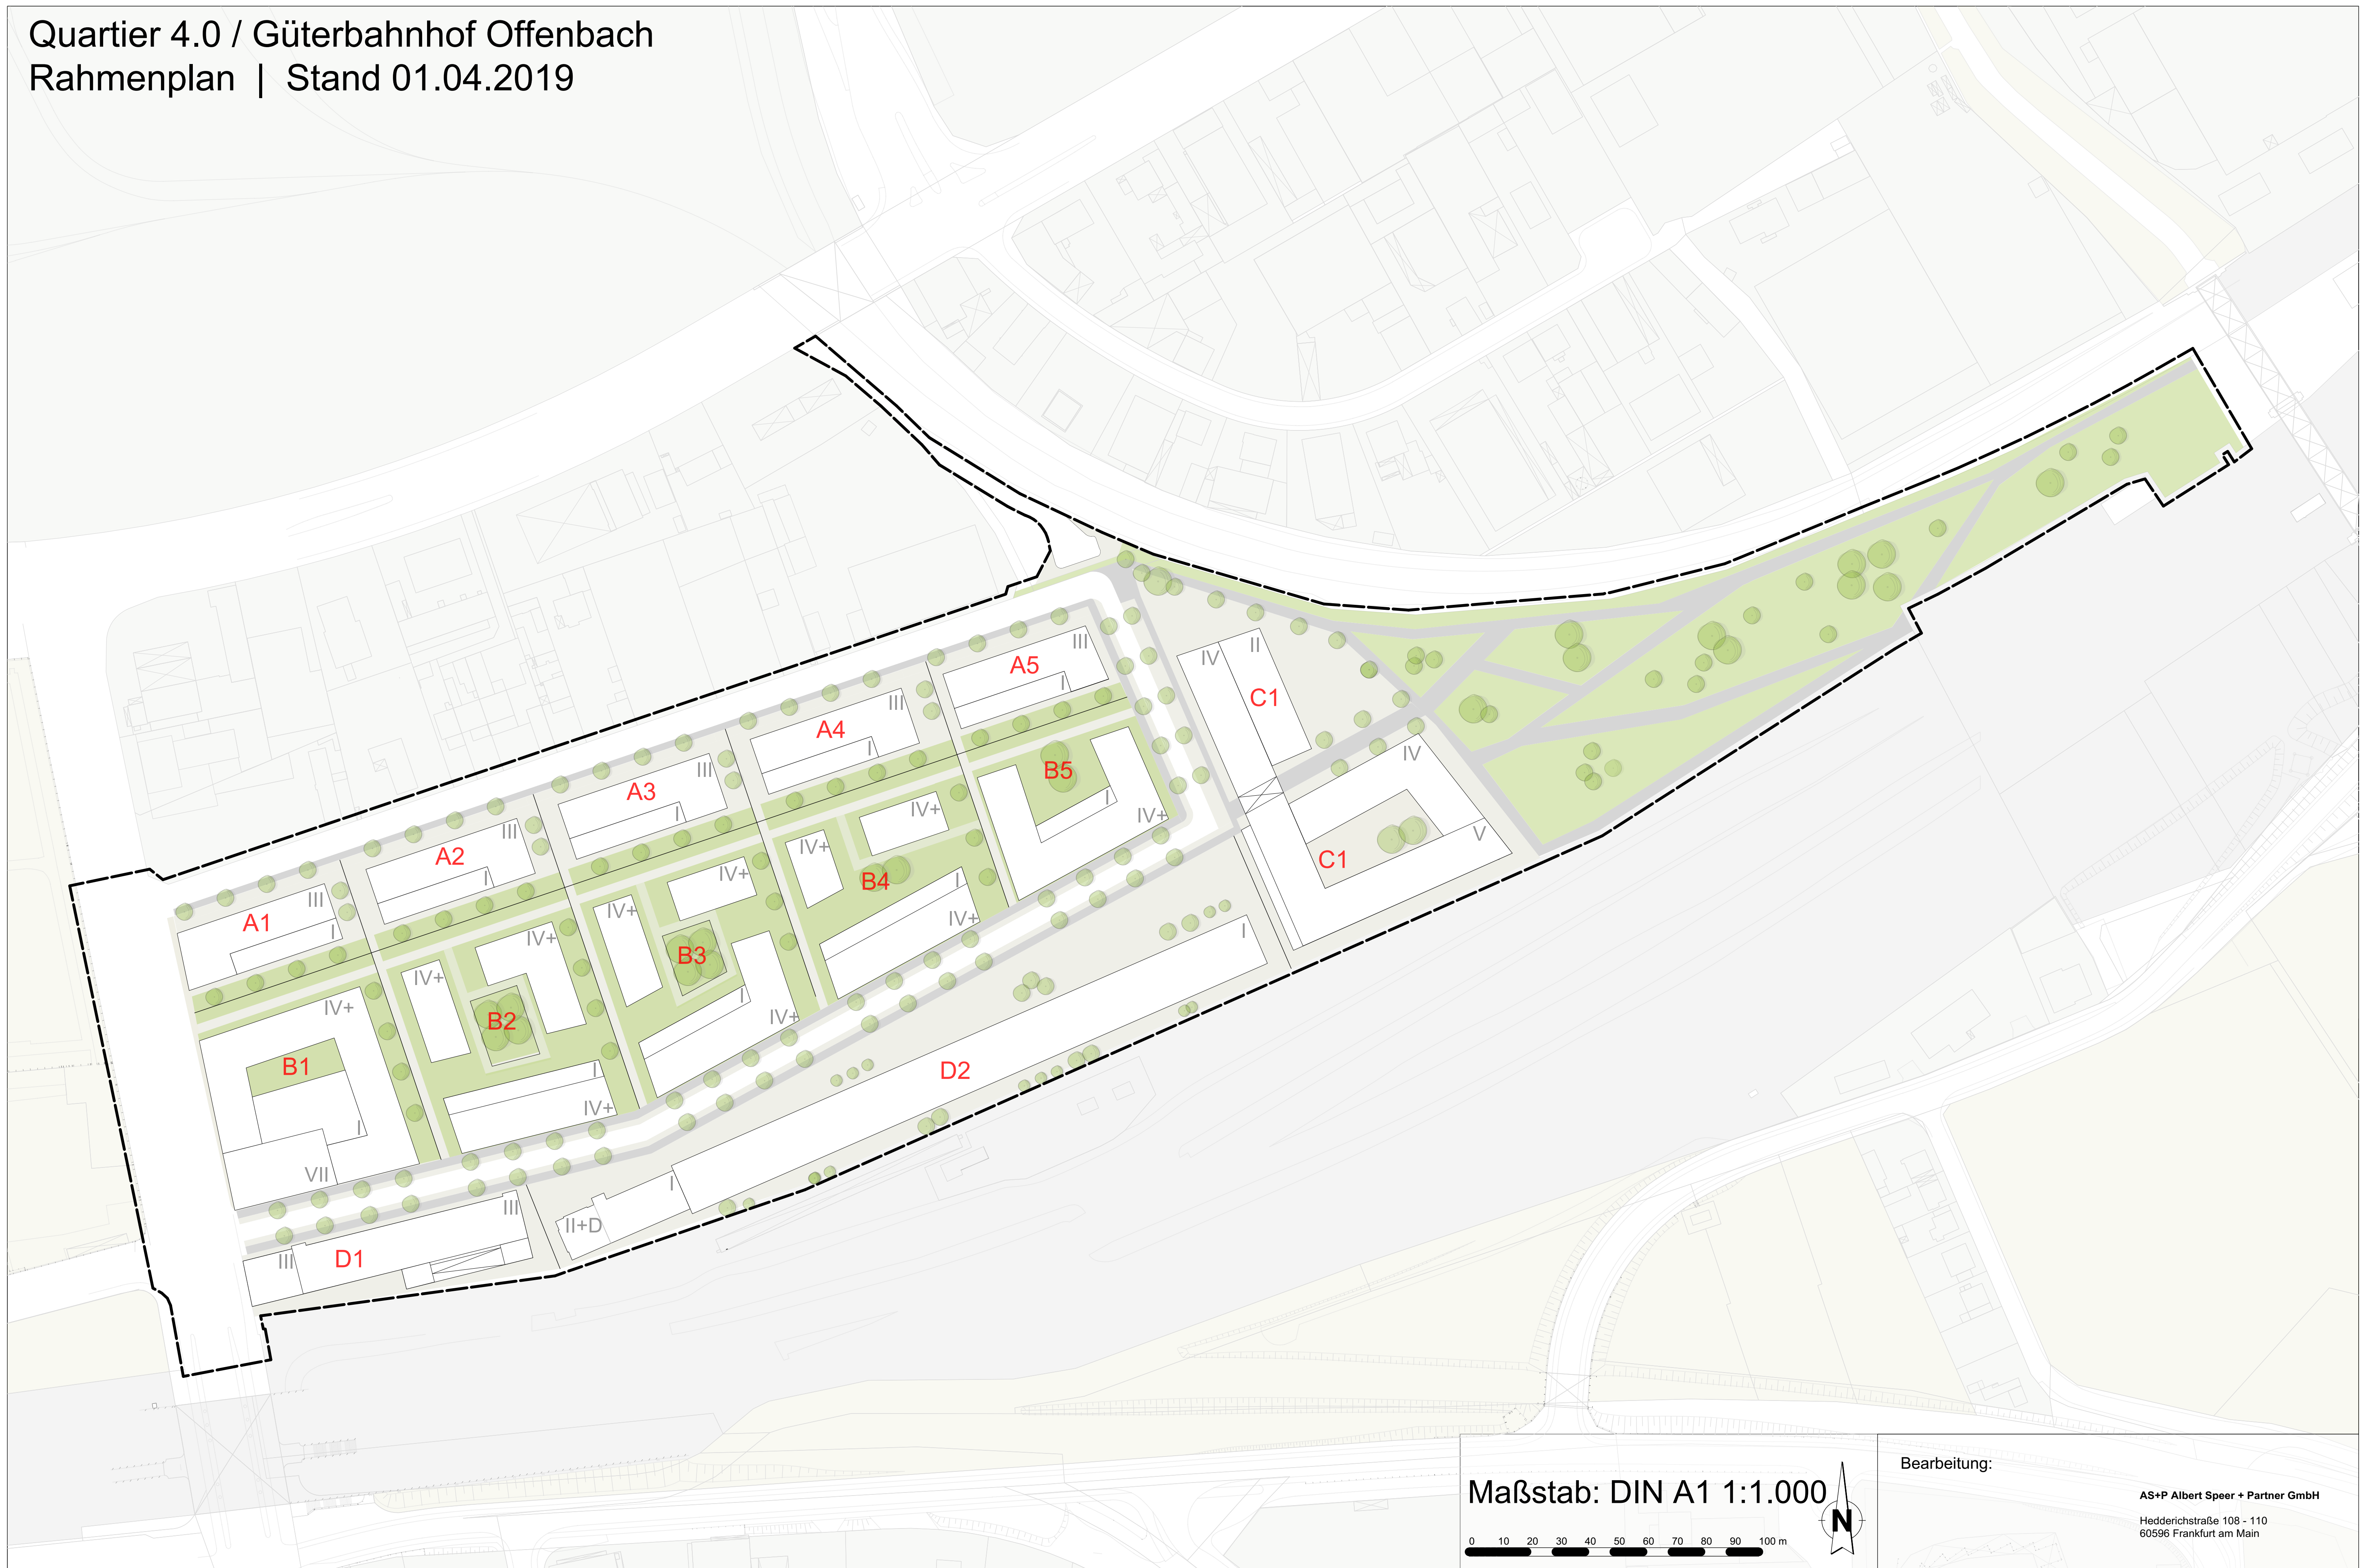 Quartier 4.0 / Güterbahnhof Offenbach
Rahmenplan | Stand 01.04.2019
III
A5
I
IV
II
C1
III
A4
I
III
A3
I
B5
I
IV+
IV
III
A2
I
IV+
IV+
V
C1
III
A1
I
IV+
IV+
B4
I
IV+
I
IV+
IV+
B3
I
IV+
IV+
B2
B1
I
VII
I
IV+
D2
I
II+D
III
III
D1
Maßstab: DIN A1 1:1.000
N
0 10 20 30 40 50 60 70 80 90 100 m
Bearbeitung:
AS+P Albert Speer + Partner GmbH
Hedderichstraße 108 - 110
60596 Frankfurt am Main